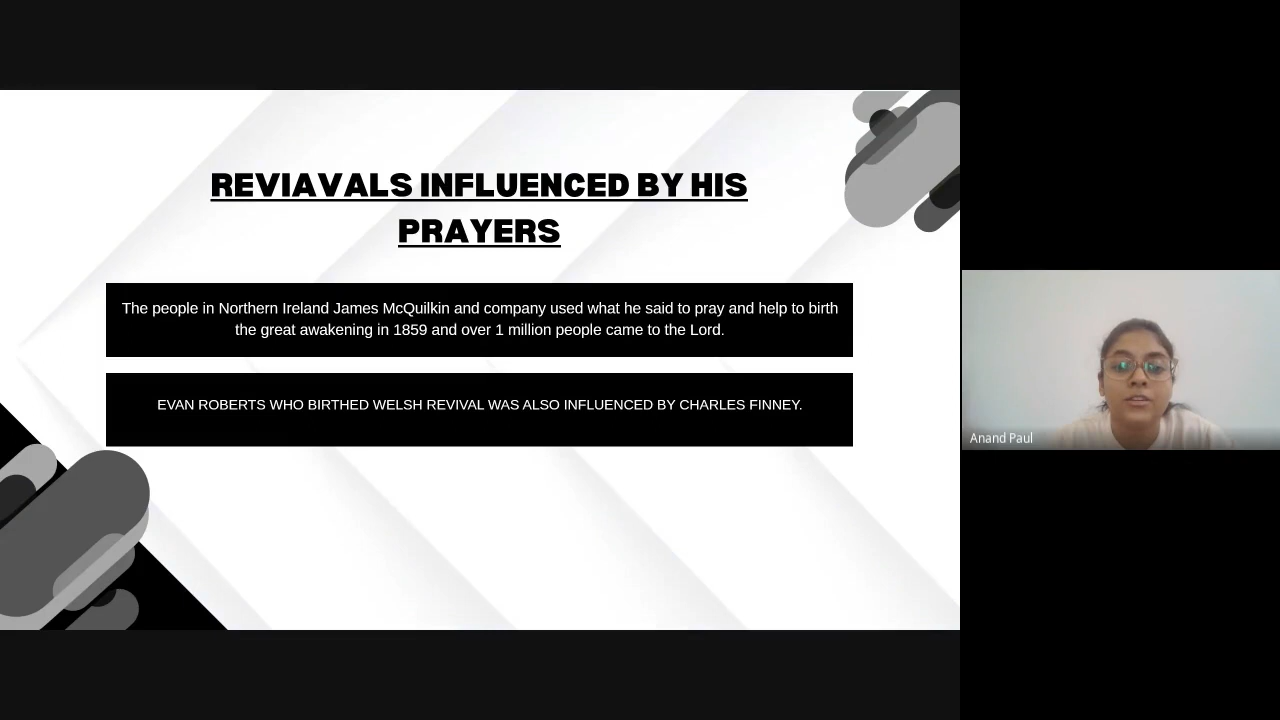 REVIAVALS INFLUENCED BY HIS
PRAYERS
The people in Northern Ireland James McQuilkin and company used what he said to pray and help to birth
the great awakening in 1859 and over 1 million people came to the Lord.
EVAN ROBERTS WHO BIRTHED WELSH REVIVAL WAS ALSO INFLUENCED BY CHARLES FINNEY.
Anand Paul